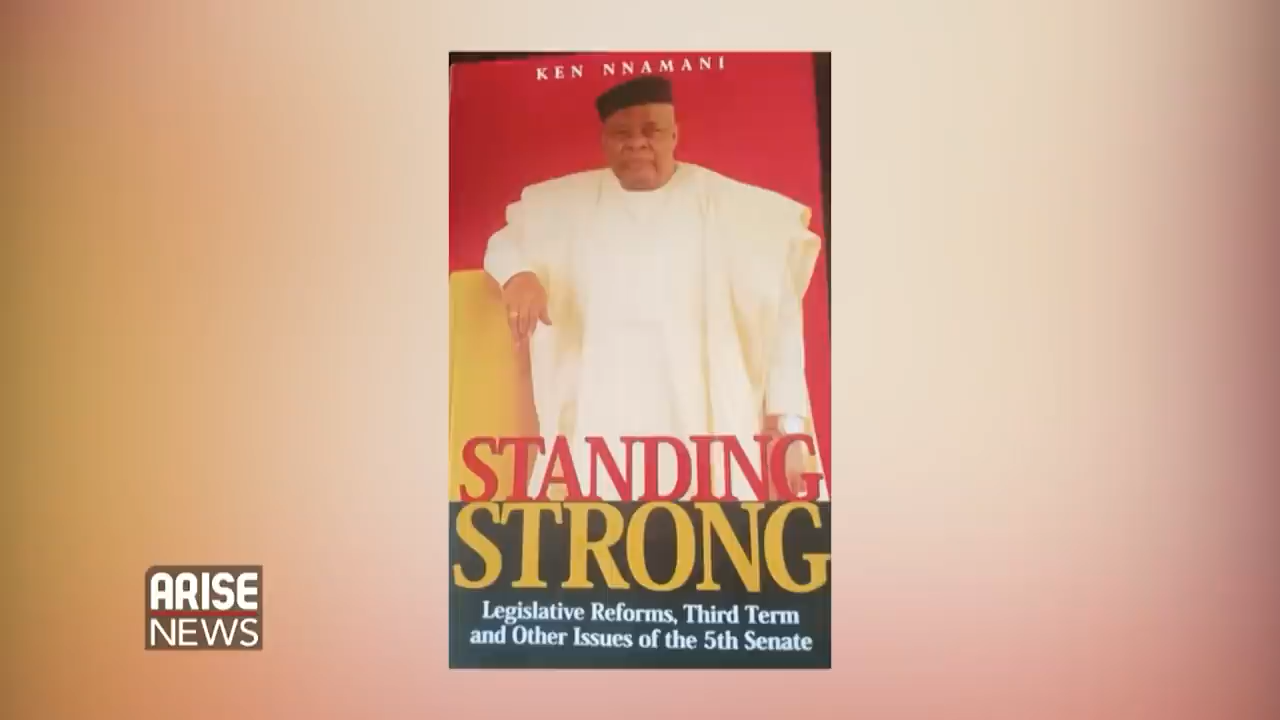 KEN NNAMANI
STANDING
STRONG
Legislative Reforms, Third Term
and Other Issues of the 5th Senate
ARISE
NEWS